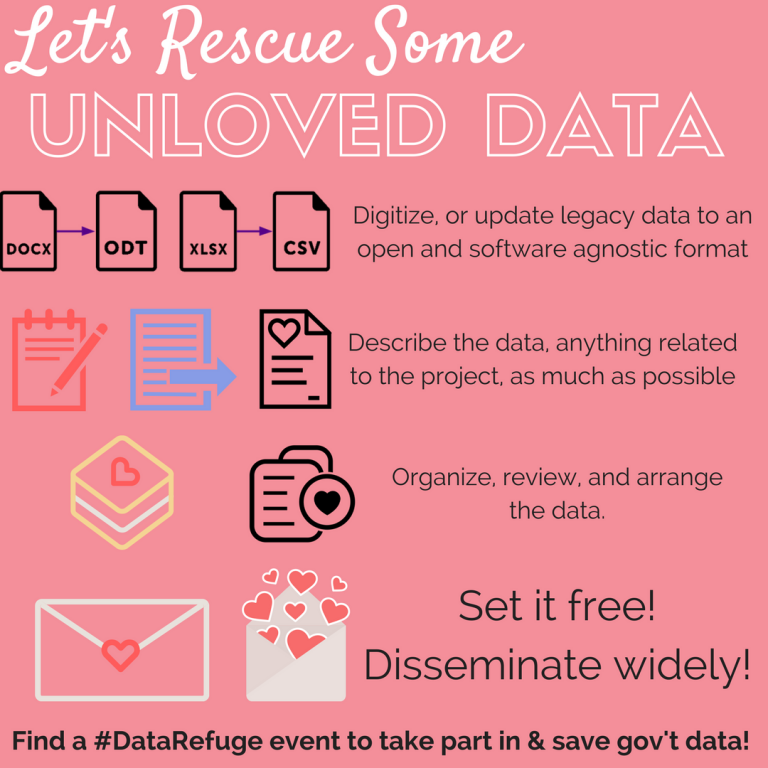 Let's Rescue Some
UNLOVED DATA
DOCX ODT XLSX CSV
Digitize, or update legacy data to an
open and software agnostic format
Describe the data, anything related
to the project, as much as possible
Organize, review, and arrange
the data.
Set it free!
Disseminate widely!
Find a #DataRefuge event to take part in & save gov't data!